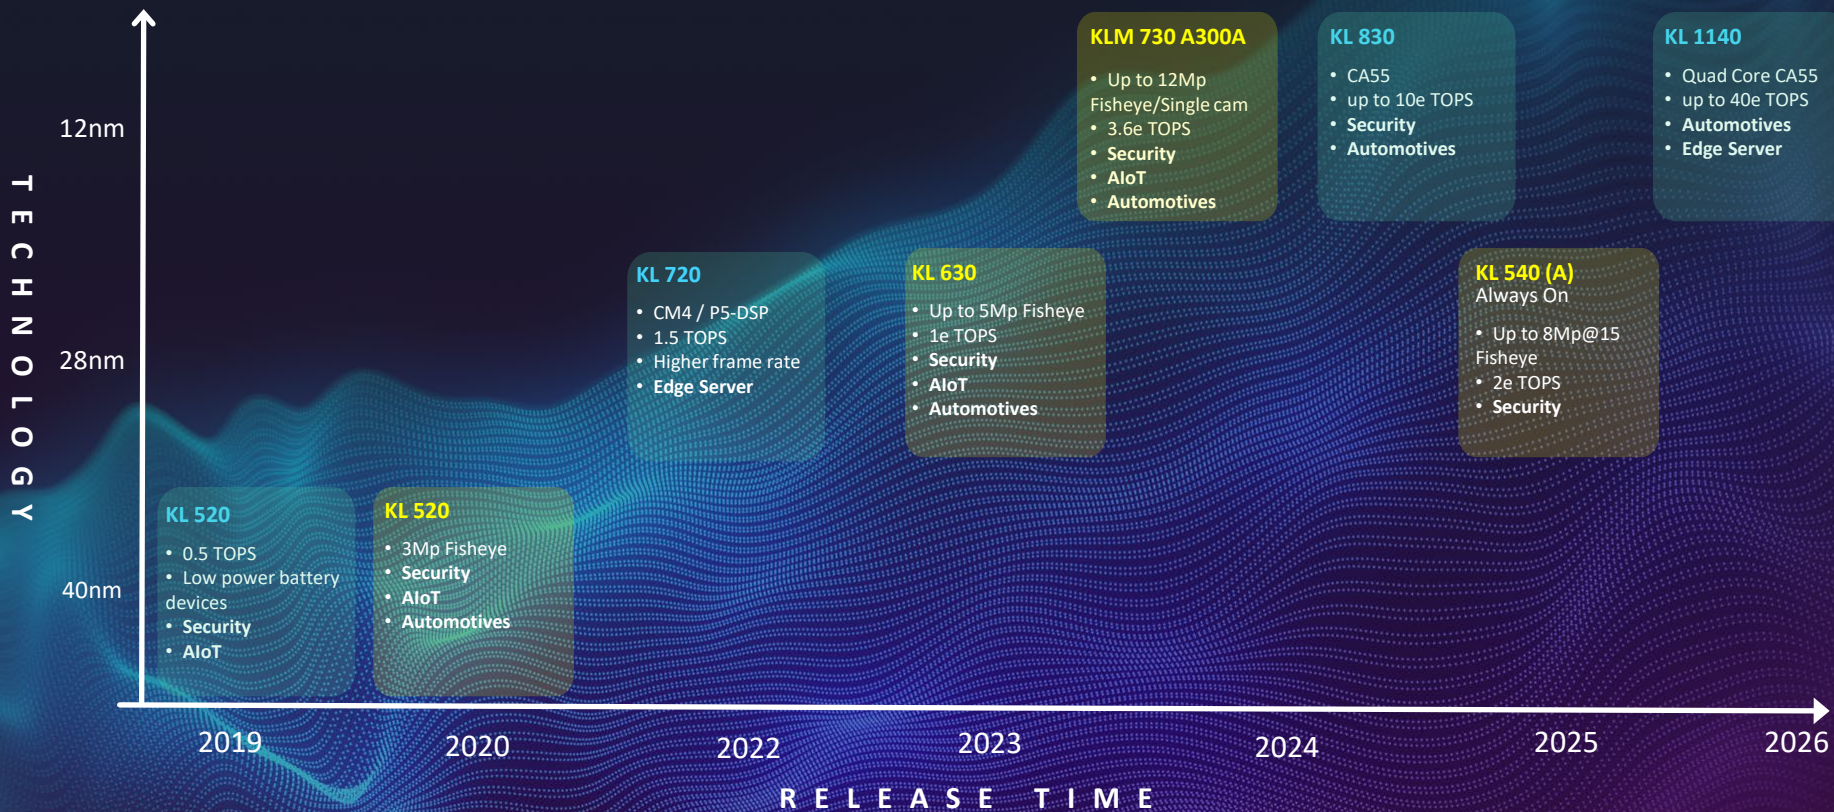 TECHNOLOGY
12nm
28nm
40nm
KLM 730 A300A
• Up to 12Mp
Fisheye/Single cam
• 3.6e TOPS
• Security
• AIoT
• Automotives
KL 830
• CA55
• up to 10e TOPS
• Security
• Automotives
KL 1140
• Quad Core CA55
• up to 40e TOPS
• Automotives
• Edge Server
KL 720
• CM4 / P5-DSP
• 1.5 TOPS
• Higher frame rate
• Edge Server
KL 630
• Up to 5Mp Fisheye
• 1e TOPS
• Security
• AIoT
• Automotives
KL 540 (A)
Always On
• Up to 8Mp@15
Fisheye
• 2e TOPS
• Security
KL 520
• 0.5 TOPS
• Low power battery
devices
• Security
• AIoT
KL 520
• 3Mp Fisheye
• Security
• AIoT
• Automotives
2019
2020
2022
2023
2024
2025
2026
RELEASE TIME